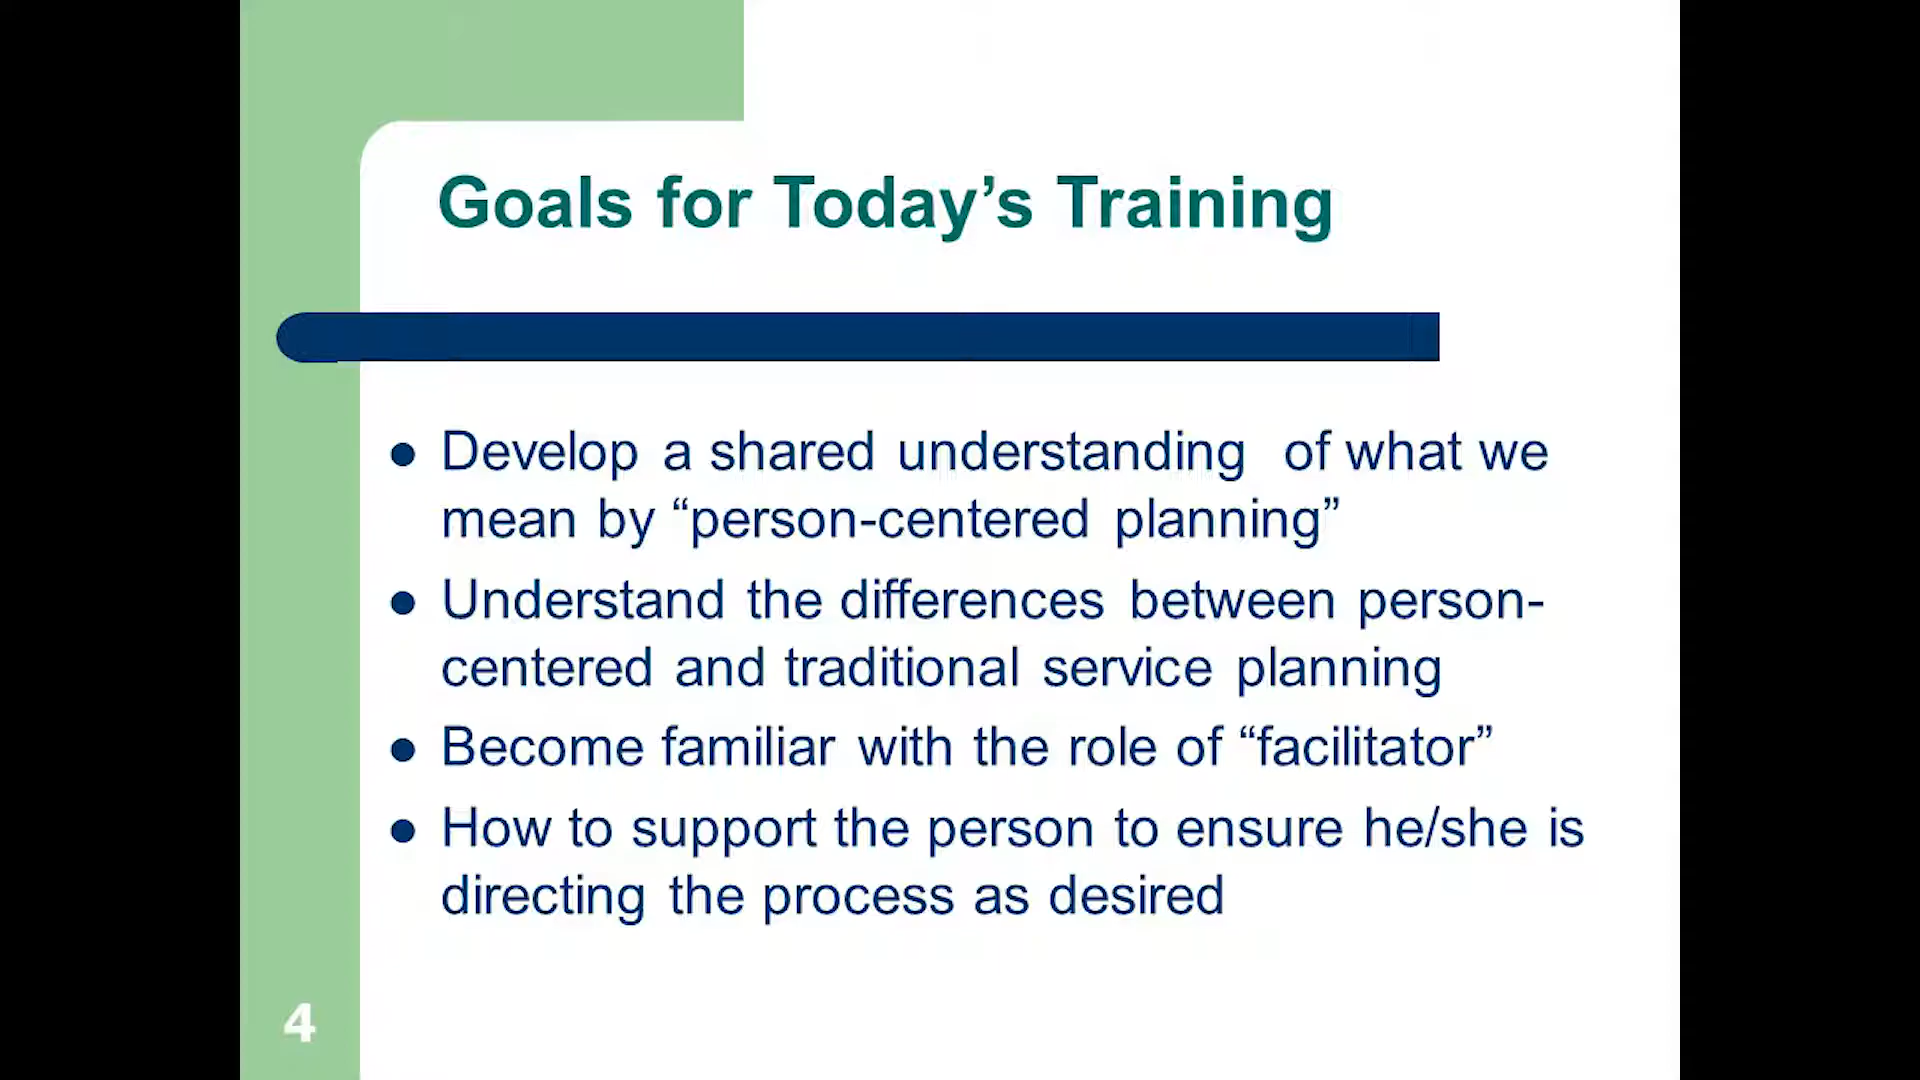 Goals for Today’s Training
● Develop a shared understanding of what we
mean by “person-centered planning”
● Understand the differences between person-
centered and traditional service planning
● Become familiar with the role of “facilitator”
● How to support the person to ensure he/she is
directing the process as desired
4